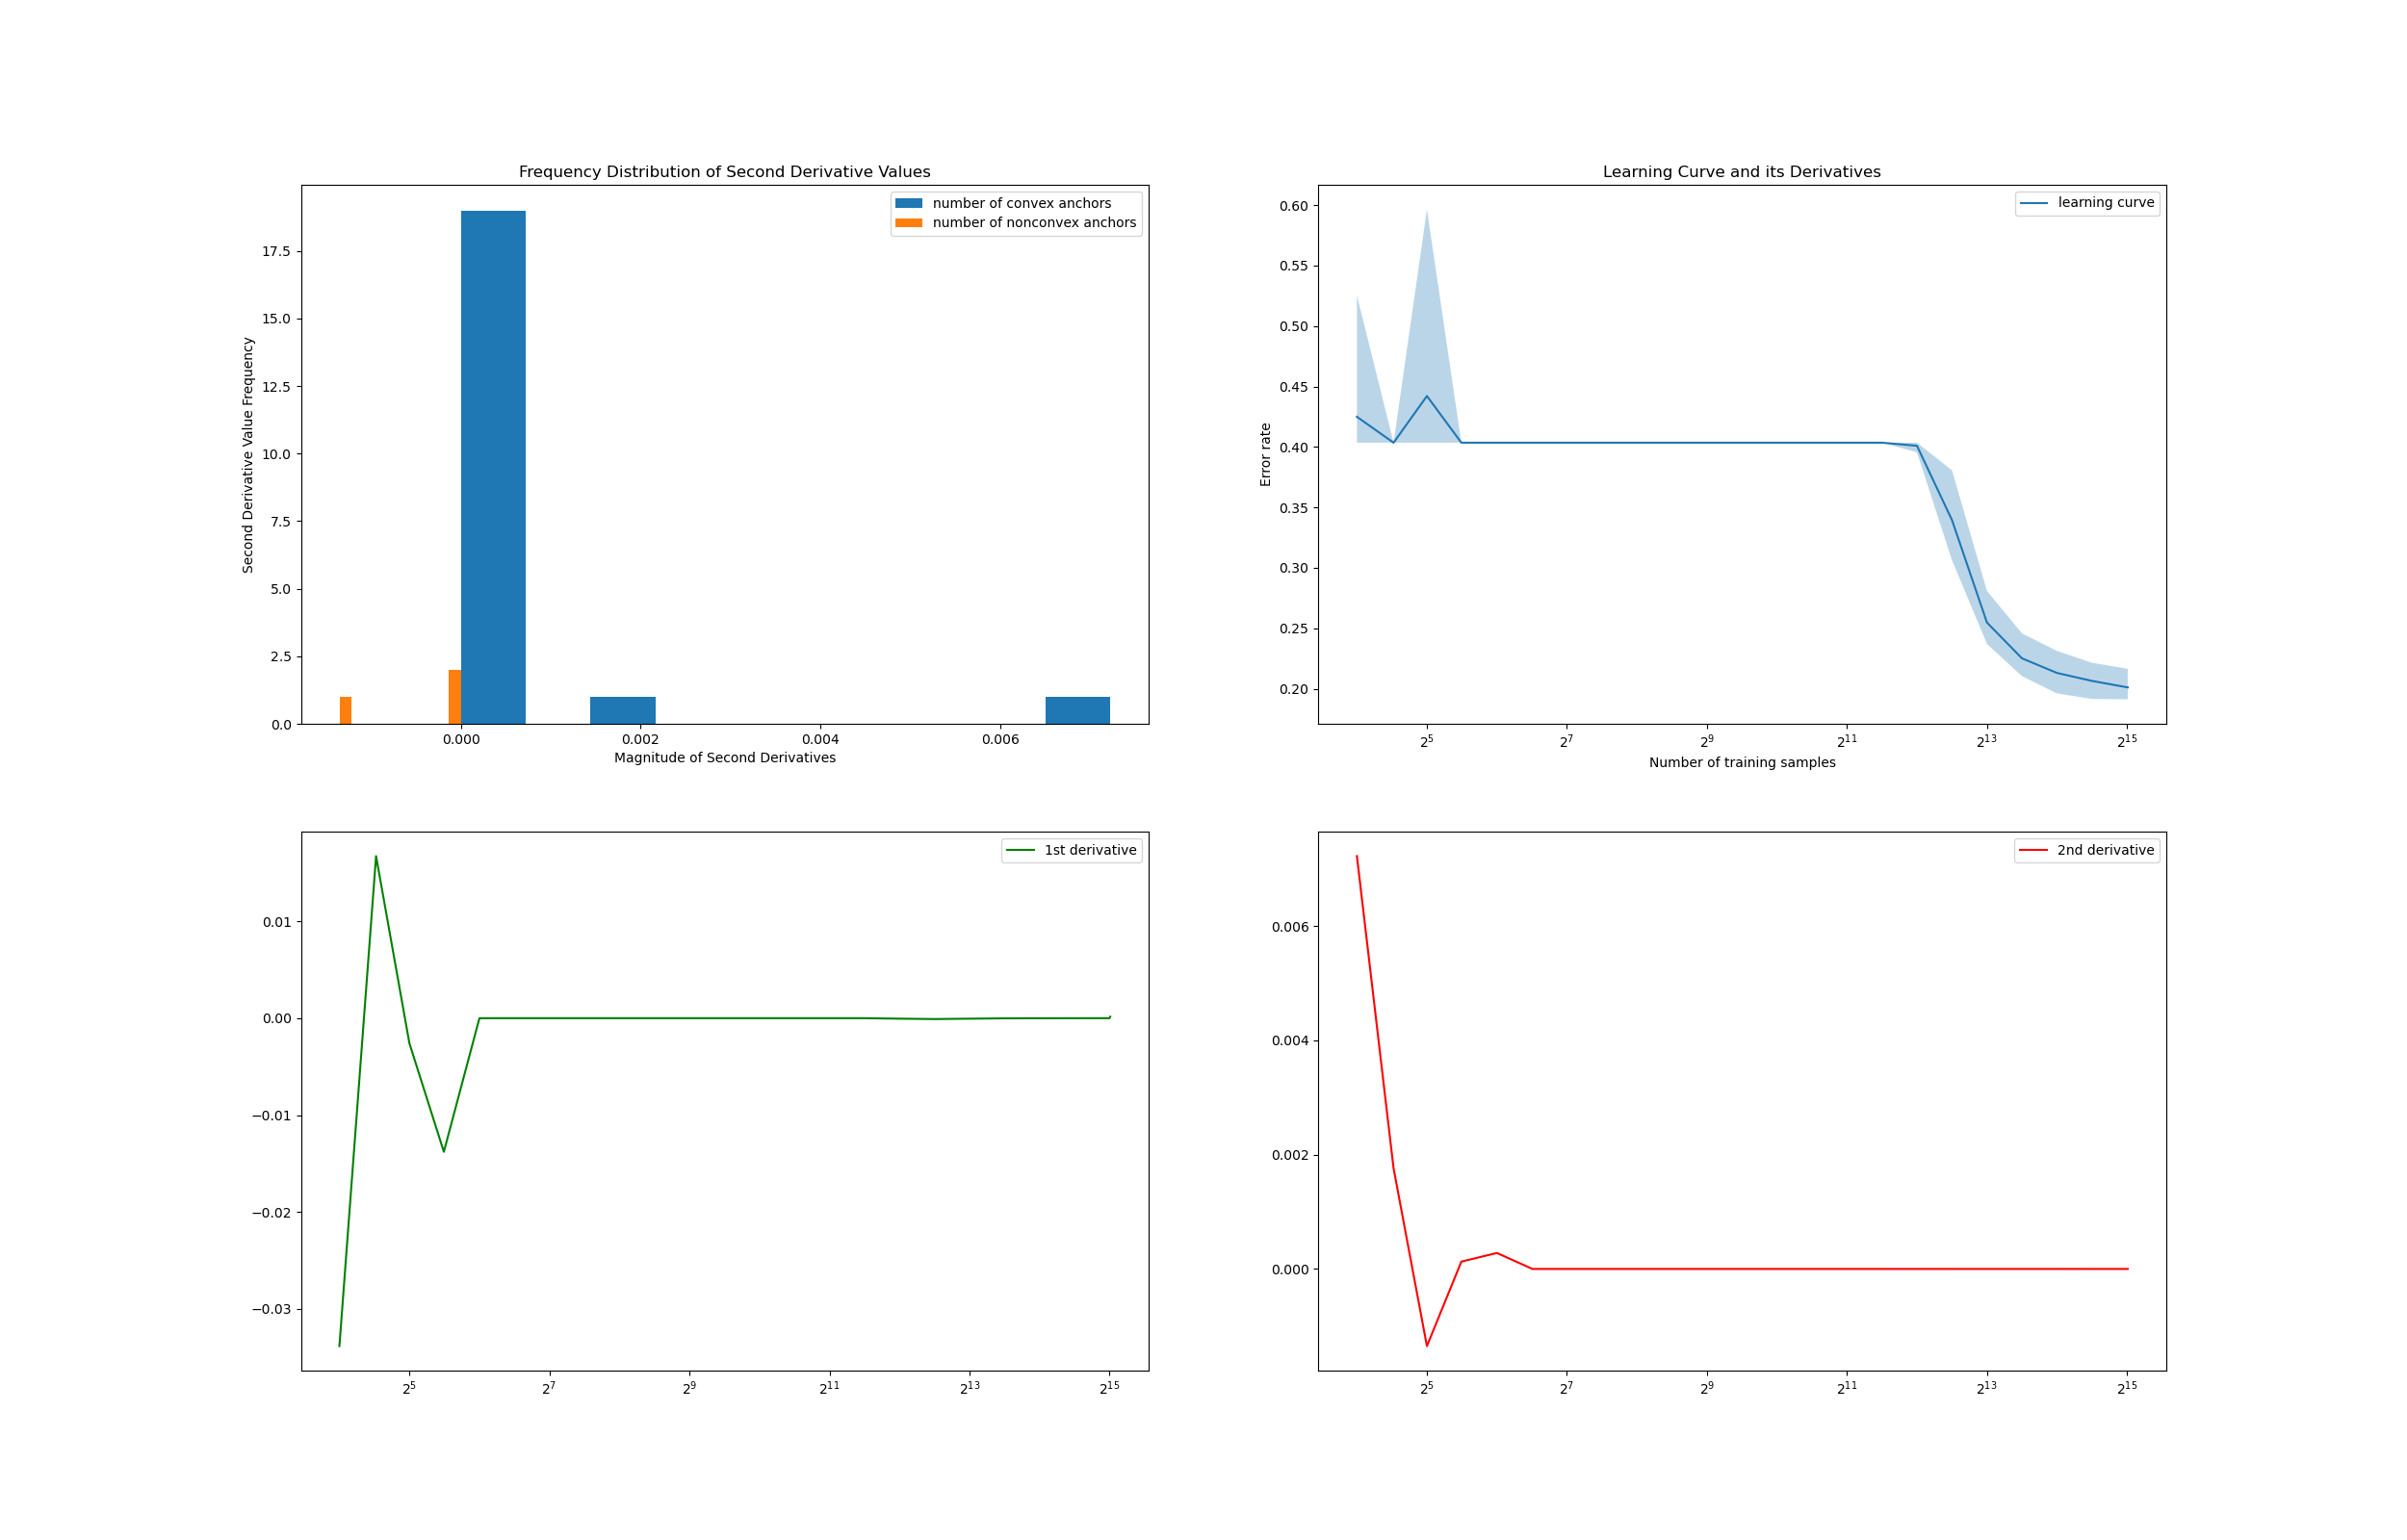 Frequency Distribution of Second Derivative Values
number of convex anchors
number of nonconvex anchors
Second Derivative Value Frequency
17.5
15.0
12.5
10.0
7.5
5.0
2.5
0.0
0.000 0.002 0.004 0.006
Magnitude of Second Derivatives
Learning Curve and its Derivatives
learning curve
Error rate
0.60
0.55
0.50
0.45
0.40
0.35
0.30
0.25
0.20
2^5 2^7 2^9 2^11 2^13 2^15
Number of training samples
1st derivative
0.01
0.00
−0.01
−0.02
−0.03
2^5 2^7 2^9 2^11 2^13 2^15
2nd derivative
0.006
0.004
0.002
0.000
2^5 2^7 2^9 2^11 2^13 2^15